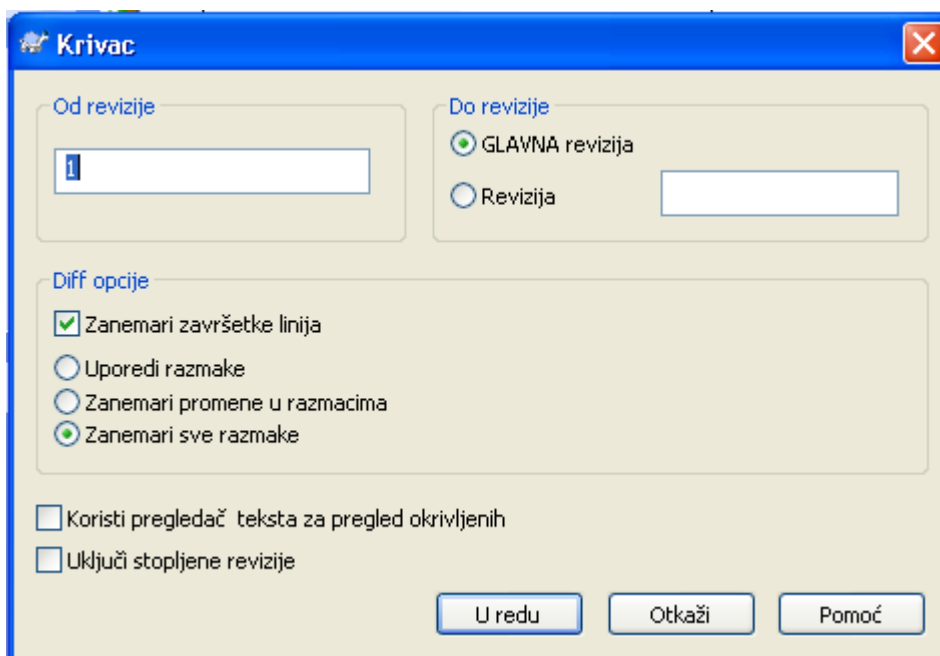 Krivac
Od revizije
1
Do revizije
GLAVNA revizija
Revizija
Diff opcije
Zanemari završetke linija
Uporedi razmake
Zanemari promene u razmacima
Zanemari sve razmake
Koristi pregledač teksta za pregled okrivljenih
Uključi stopljene revizije
U redu Otkaži Pomoć